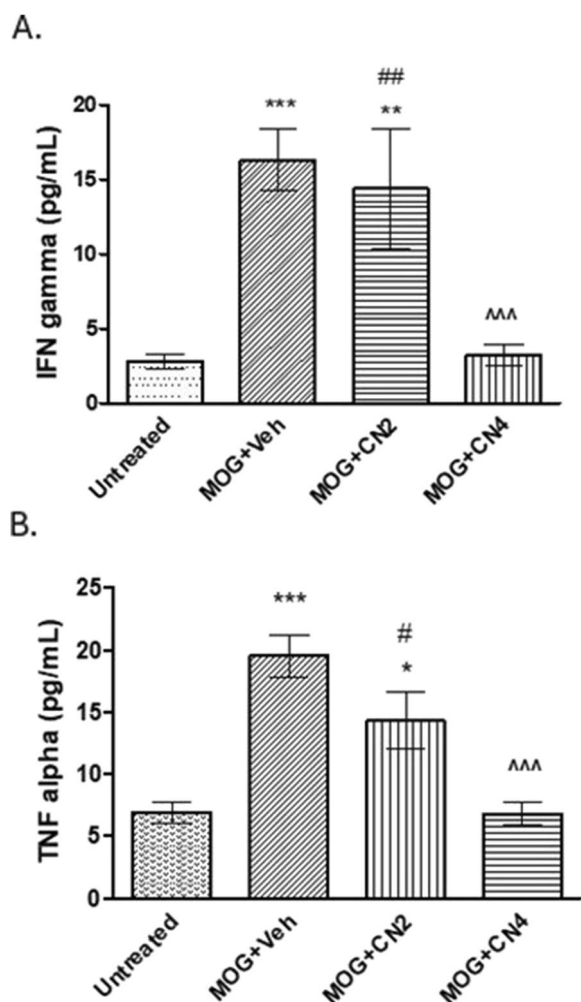 A.
##
*** **
20
15
10
5
0
^^^
IFN gamma (pg/mL)
Untreated
MOG+Veh
MOG+CN2
MOG+CN4
B.
***
#
*
^^^
25
20
15
10
5
0
TNF alpha (pg/mL)
Untreated
MOG+Veh
MOG+CN2
MOG+CN4